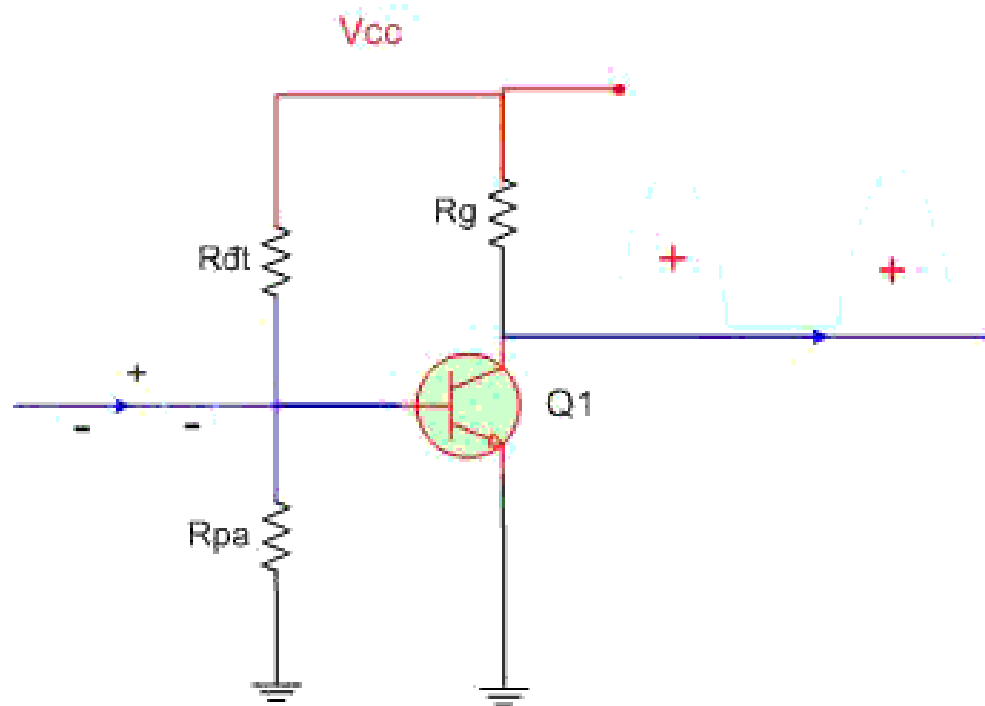 Vcc
Rg
Rđt
+ +
+
Q1
- -
Rpa